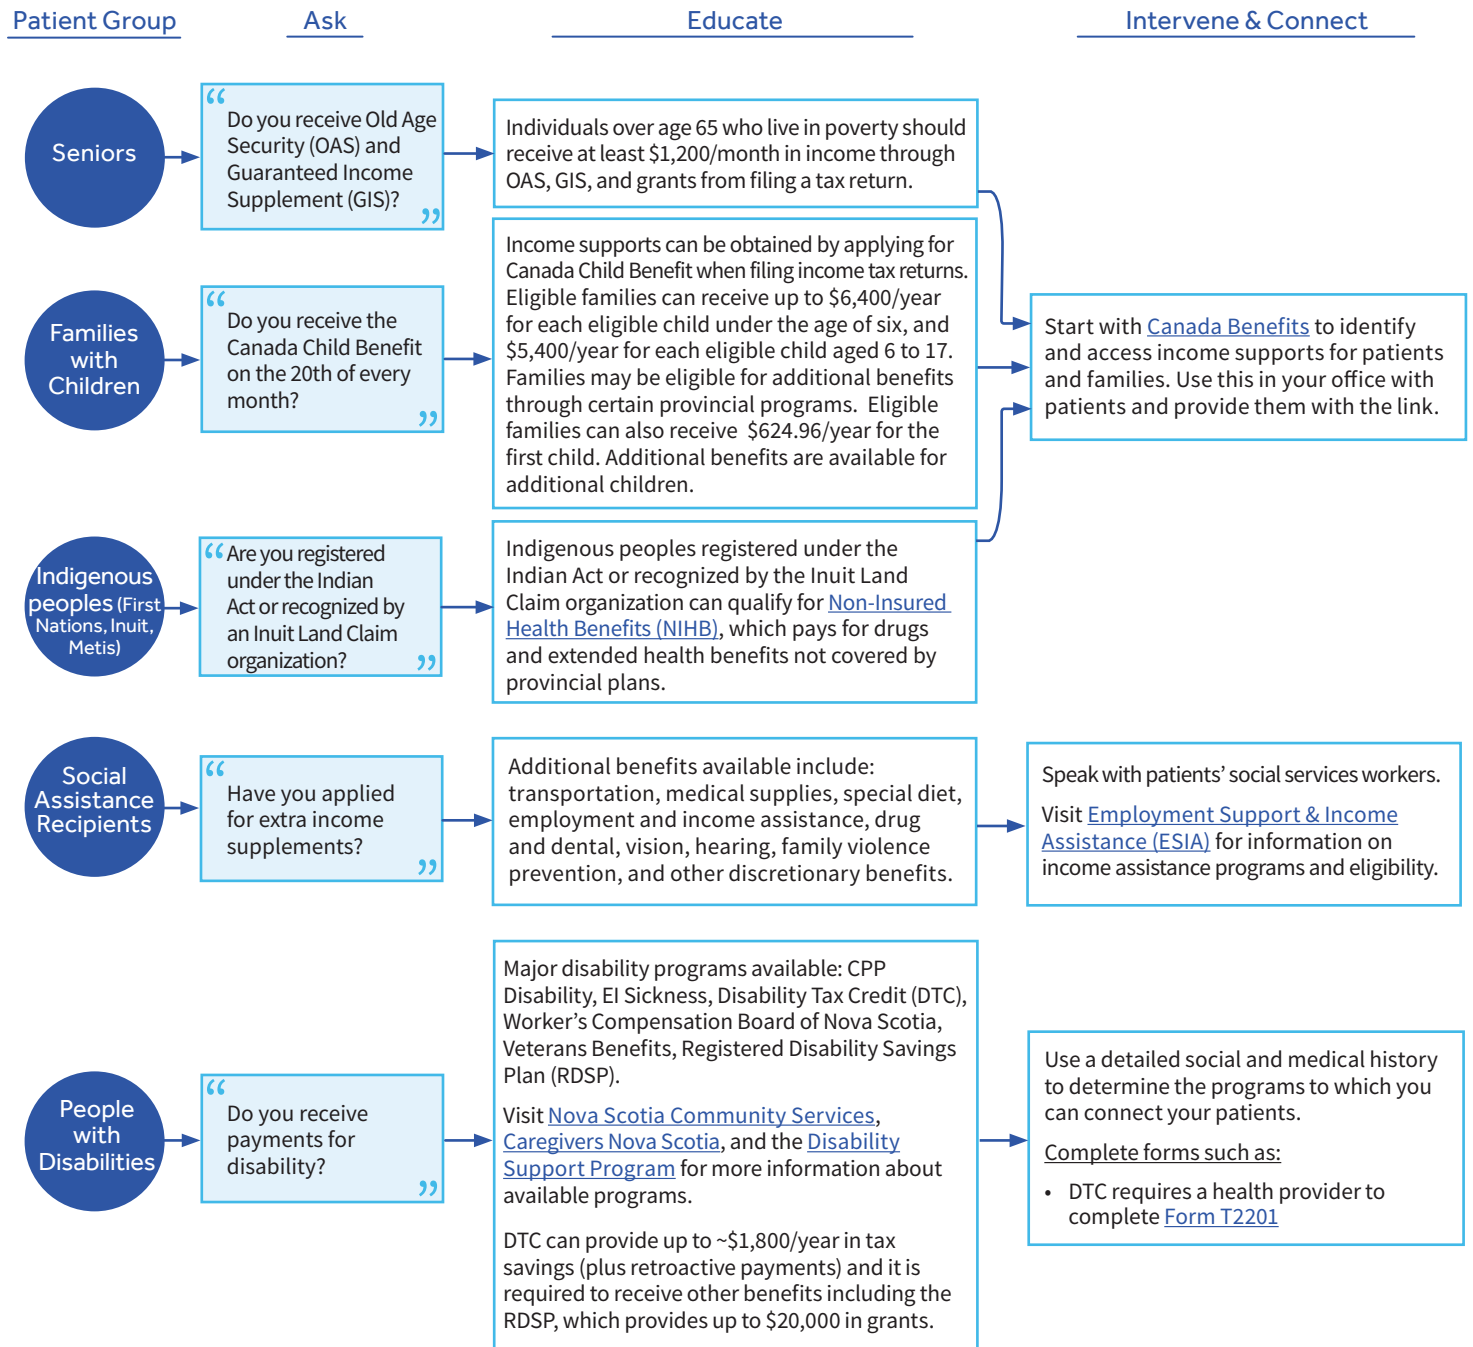 Patient Group
Ask
Educate
Intervene & Connect
Seniors
“
Do you receive Old Age
Security (OAS) and
Guaranteed Income
Supplement (GIS)?
”
Individuals over age 65 who live in poverty should
receive at least $1,200/month in income through
OAS, GIS, and grants from filing a tax return.
Families
with
Children
“
Do you receive the
Canada Child Benefit
on the 20th of every
month?
”
Income supports can be obtained by applying for
Canada Child Benefit when filing income tax returns.
Eligible families can receive up to $6,400/year
for each eligible child under the age of six, and
$5,400/year for each eligible child aged 6 to 17.
Families may be eligible for additional benefits
through certain provincial programs. Eligible
families can also receive $624.96/year for the
first child. Additional benefits are available for
additional children.
Start with Canada Benefits to identify
and access income supports for patients
and families. Use this in your office with
patients and provide them with the link.
Indigenous
peoples (First
Nations, Inuit,
Metis)
“Are you registered
under the Indian
Act or recognized by
an Inuit Land Claim
organization? ”
Indigenous peoples registered under the
Indian Act or recognized by the Inuit Land
Claim organization can qualify for Non-Insured
Health Benefits (NIHB), which pays for drugs
and extended health benefits not covered by
provincial plans.
Social
Assistance
Recipients
“
Have you applied
for extra income
supplements?
”
Additional benefits available include:
transportation, medical supplies, special diet,
employment and income assistance, drug
and dental, vision, hearing, family violence
prevention, and other discretionary benefits.
Speak with patients’ social services workers.
Visit Employment Support & Income
Assistance (ESIA) for information on
income assistance programs and eligibility.
People
with
Disabilities
“
Do you receive
payments for
disability?
”
Major disability programs available: CPP
Disability, EI Sickness, Disability Tax Credit (DTC),
Worker’s Compensation Board of Nova Scotia,
Veterans Benefits, Registered Disability Savings
Plan (RDSP).
Visit Nova Scotia Community Services,
Caregivers Nova Scotia, and the Disability
Support Program for more information about
available programs.
DTC can provide up to ~$1,800/year in tax
savings (plus retroactive payments) and it is
required to receive other benefits including the
RDSP, which provides up to $20,000 in grants.
Use a detailed social and medical history
to determine the programs to which you
can connect your patients.
Complete forms such as:
• DTC requires a health provider to
complete Form T2201